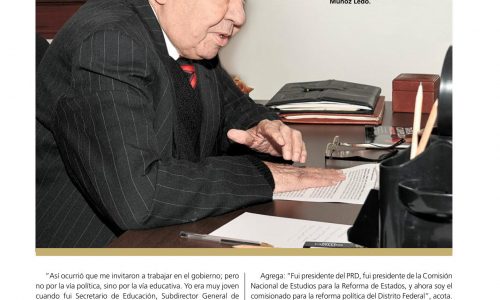 Muñoz Ledo.
"Así ocurrió que me invitaron a trabajar en el gobierno; pero
no por la vía política, sino por la vía educativa. Yo era muy joven
cuando fui Secretario de Educación, Subdirector General de
Agrega: "Fui presidente del PRD, fui presidente de la Comisión
Nacional de Estudios para la Reforma de Estados, y ahora soy el
comisionado para la reforma política del Distrito Federal", acota.